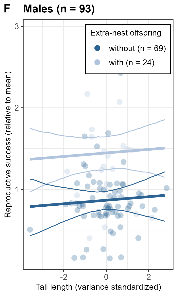 F Males (n = 93)
Extra-nest offspring
without (n = 69)
with (n = 24)
Reproductive success (relative to mean)
3
2
1
0
-2
0
2
Tail length (variance standardized)